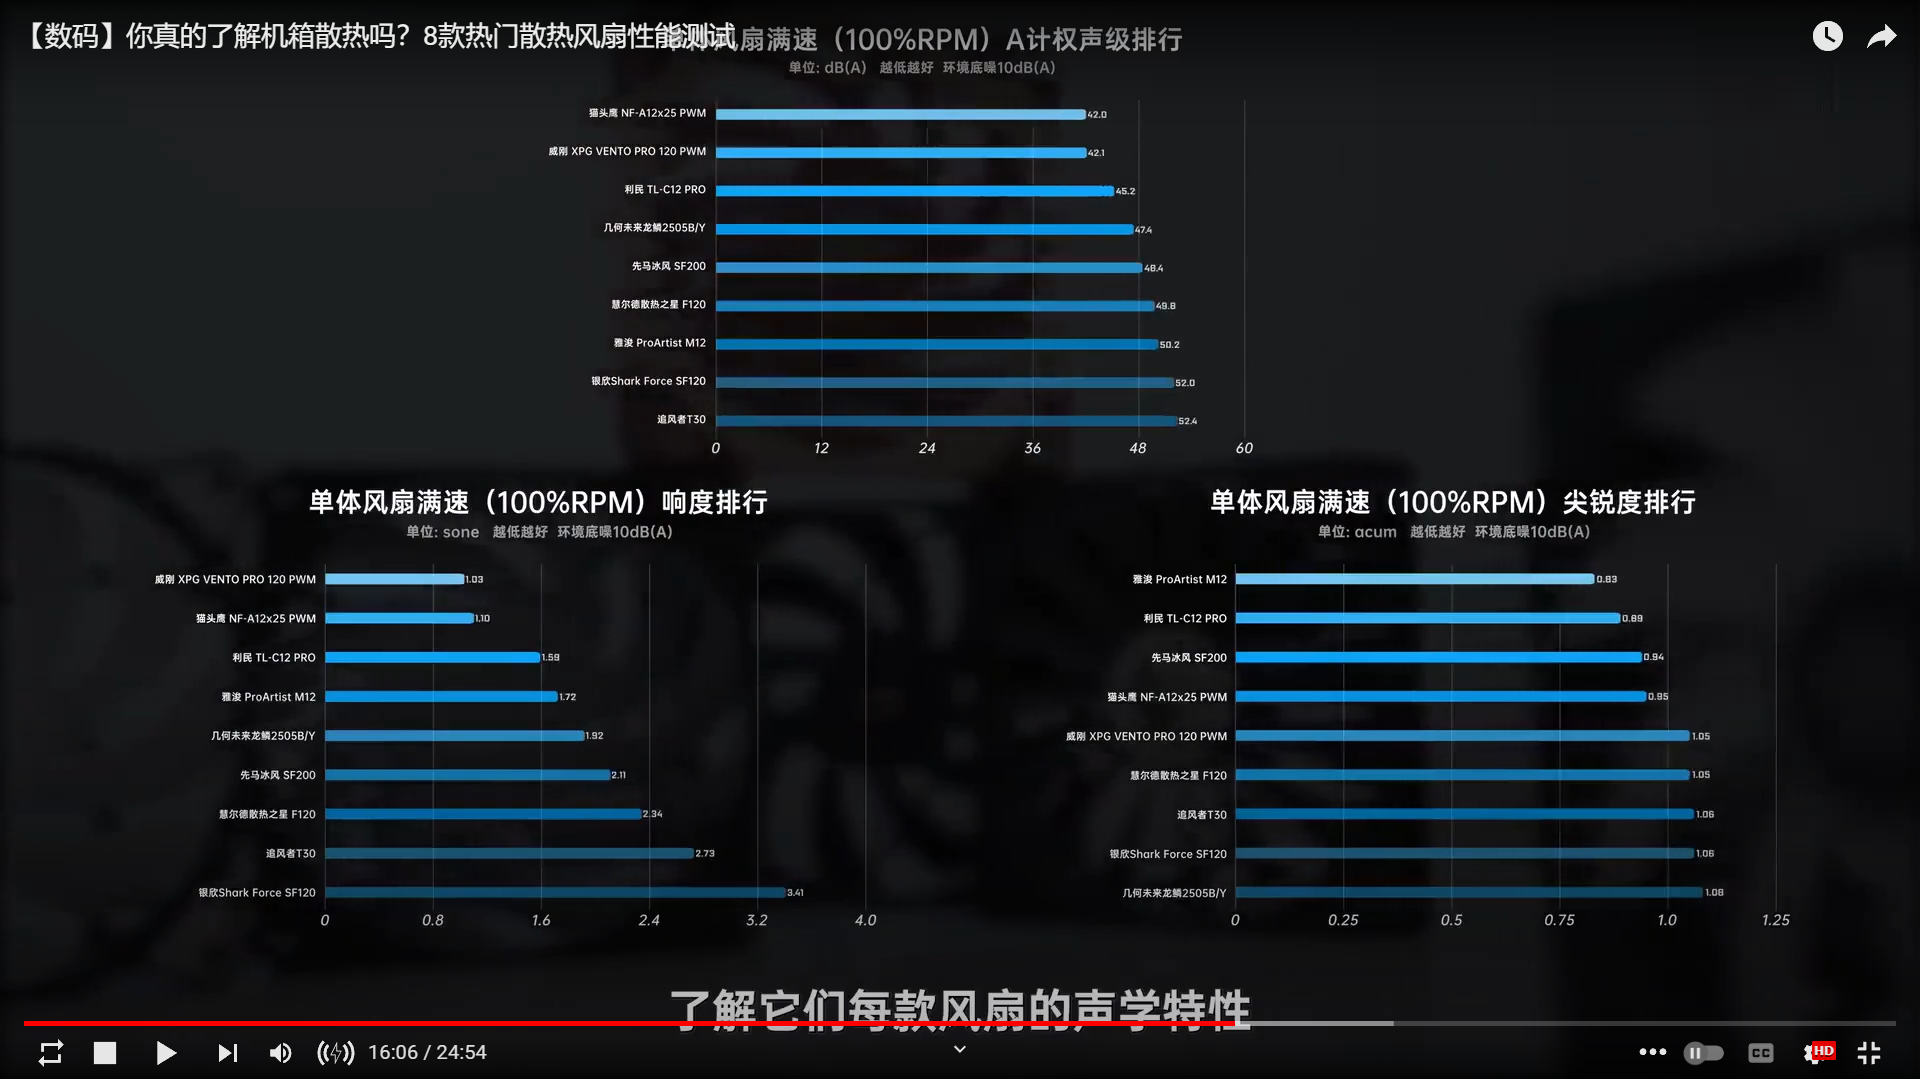 【数码】你真的了解机箱散热吗？8款热门散热风扇性能测试
风扇满速（100%RPM）A计权声级排行
单位: dB(A) 越低越好 环境底噪10dB(A)
猫头鹰 NF-A12x25 PWM 42.0
威刚 XPG VENTO PRO 120 PWM 42.1
利民 TL-C12 PRO 45.2
几何未来龙鳞2505B/Y 47.4
先马冰风 SF200 48.4
慧尔德散热之星 F120 49.8
雅浚 ProArtist M12 50.2
银欣Shark Force SF120 52.0
追风者T30 52.4
0 12 24 36 48 60
单体风扇满速（100%RPM）响度排行
单位: sone 越低越好 环境底噪10dB(A)
威刚 XPG VENTO PRO 120 PWM 1.03
猫头鹰 NF-A12x25 PWM 1.10
利民 TL-C12 PRO 1.59
雅浚 ProArtist M12 1.72
几何未来龙鳞2505B/Y 1.92
先马冰风 SF200 2.11
慧尔德散热之星 F120 2.34
追风者T30 2.73
银欣Shark Force SF120 3.41
0 0.8 1.6 2.4 3.2 4.0
单体风扇满速（100%RPM）尖锐度排行
单位: acum 越低越好 环境底噪10dB(A)
雅浚 ProArtist M12 0.83
利民 TL-C12 PRO 0.89
先马冰风 SF200 0.94
猫头鹰 NF-A12x25 PWM 0.95
威刚 XPG VENTO PRO 120 PWM 1.05
慧尔德散热之星 F120 1.05
追风者T30 1.06
银欣Shark Force SF120 1.06
几何未来龙鳞2505B/Y 1.08
0 0.25 0.5 0.75 1.0 1.25
了解它们每款风扇的声学特性
16:06 / 24:54
CC
HD